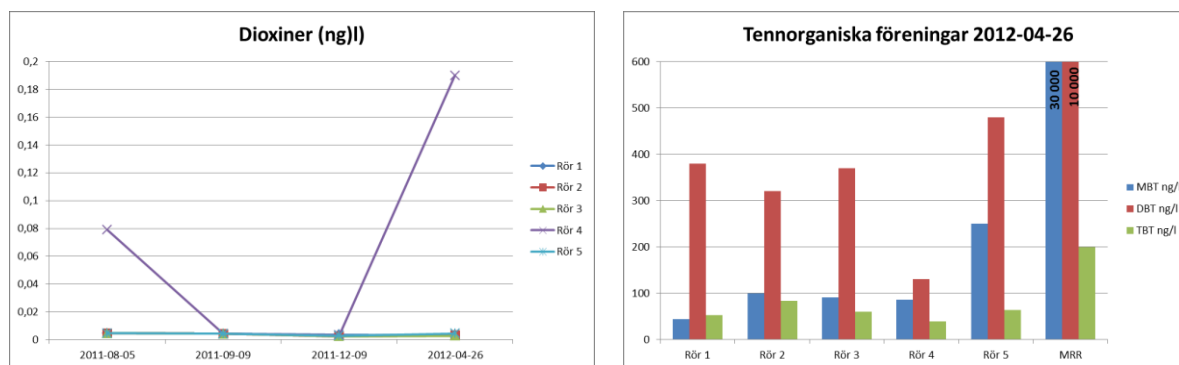 Dioxiner (ng)l)
0,2
0,18
0,16
0,14
0,12
0,1
0,08
0,06
0,04
0,02
0
2011-08-05 2011-09-09 2011-12-09 2012-04-26
Rör 1
Rör 2
Rör 3
Rör 4
Rör 5
Tennorganiska föreningar 2012-04-26
600
500
400
300
200
100
0
30 000
10 000
Rör 1 Rör 2 Rör 3 Rör 4 Rör 5 MRR
MBT ng/l
DBT ng/l
TBT ng/l